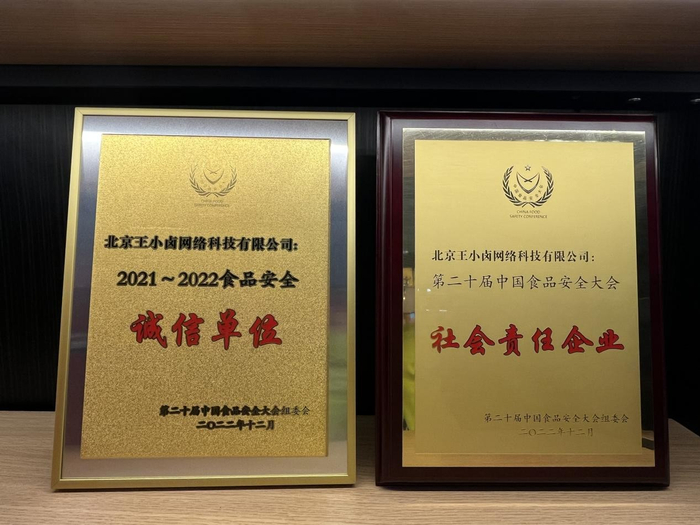 CHINA FOOD
SAFETY CONFERENCE
北京王小卤网络科技有限公司:
2021～2022食品安全
诚信单位
第二十届中国食品安全大会组委会
二〇二二年十二月
CHINA FOOD
SAFETY CONFERENCE
北京王小卤网络科技有限公司:
第二十届中国食品安全大会
社会责任企业
第二十届中国食品安全大会组委会
二〇二二年十二月